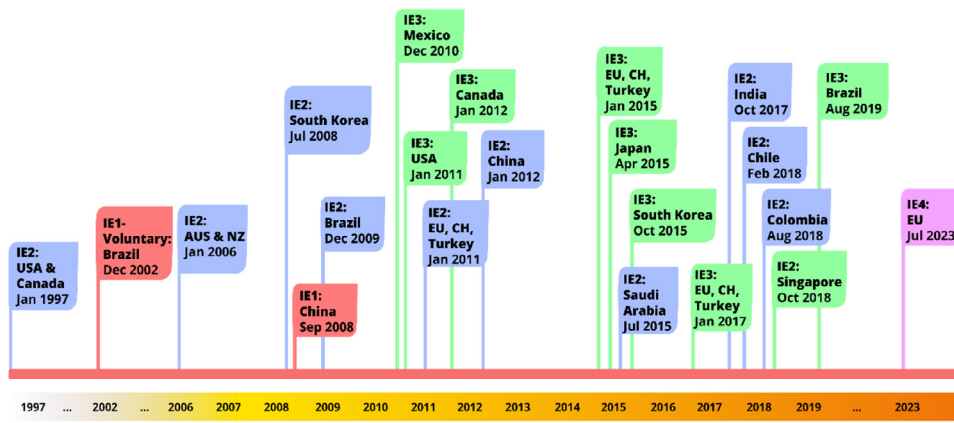 IE2:
USA &
Canada
Jan 1997
IE1-
Voluntary:
Brazil
Dec 2002
IE2:
AUS & NZ
Jan 2006
IE2:
South Korea
Jul 2008
IE1:
China
Sep 2008
IE2:
Brazil
Dec 2009
IE3:
Mexico
Dec 2010
IE3:
USA
Jan 2011
IE2:
EU, CH,
Turkey
Jan 2011
IE3:
Canada
Jan 2012
IE2:
China
Jan 2012
IE3:
EU, CH,
Turkey
Jan 2015
IE3:
Japan
Apr 2015
IE2:
Saudi
Arabia
Jul 2015
IE3:
South Korea
Oct 2015
IE3:
EU, CH,
Turkey
Jan 2017
IE2:
India
Oct 2017
IE2:
Chile
Feb 2018
IE2:
Colombia
Aug 2018
IE2:
Singapore
Oct 2018
IE3:
Brazil
Aug 2019
IE4:
EU
Jul 2023
1997 ... 2002 ... 2006 2007 2008 2009 2010 2011 2012 2013 2014 2015 2016 2017 2018 2019 ... 2023